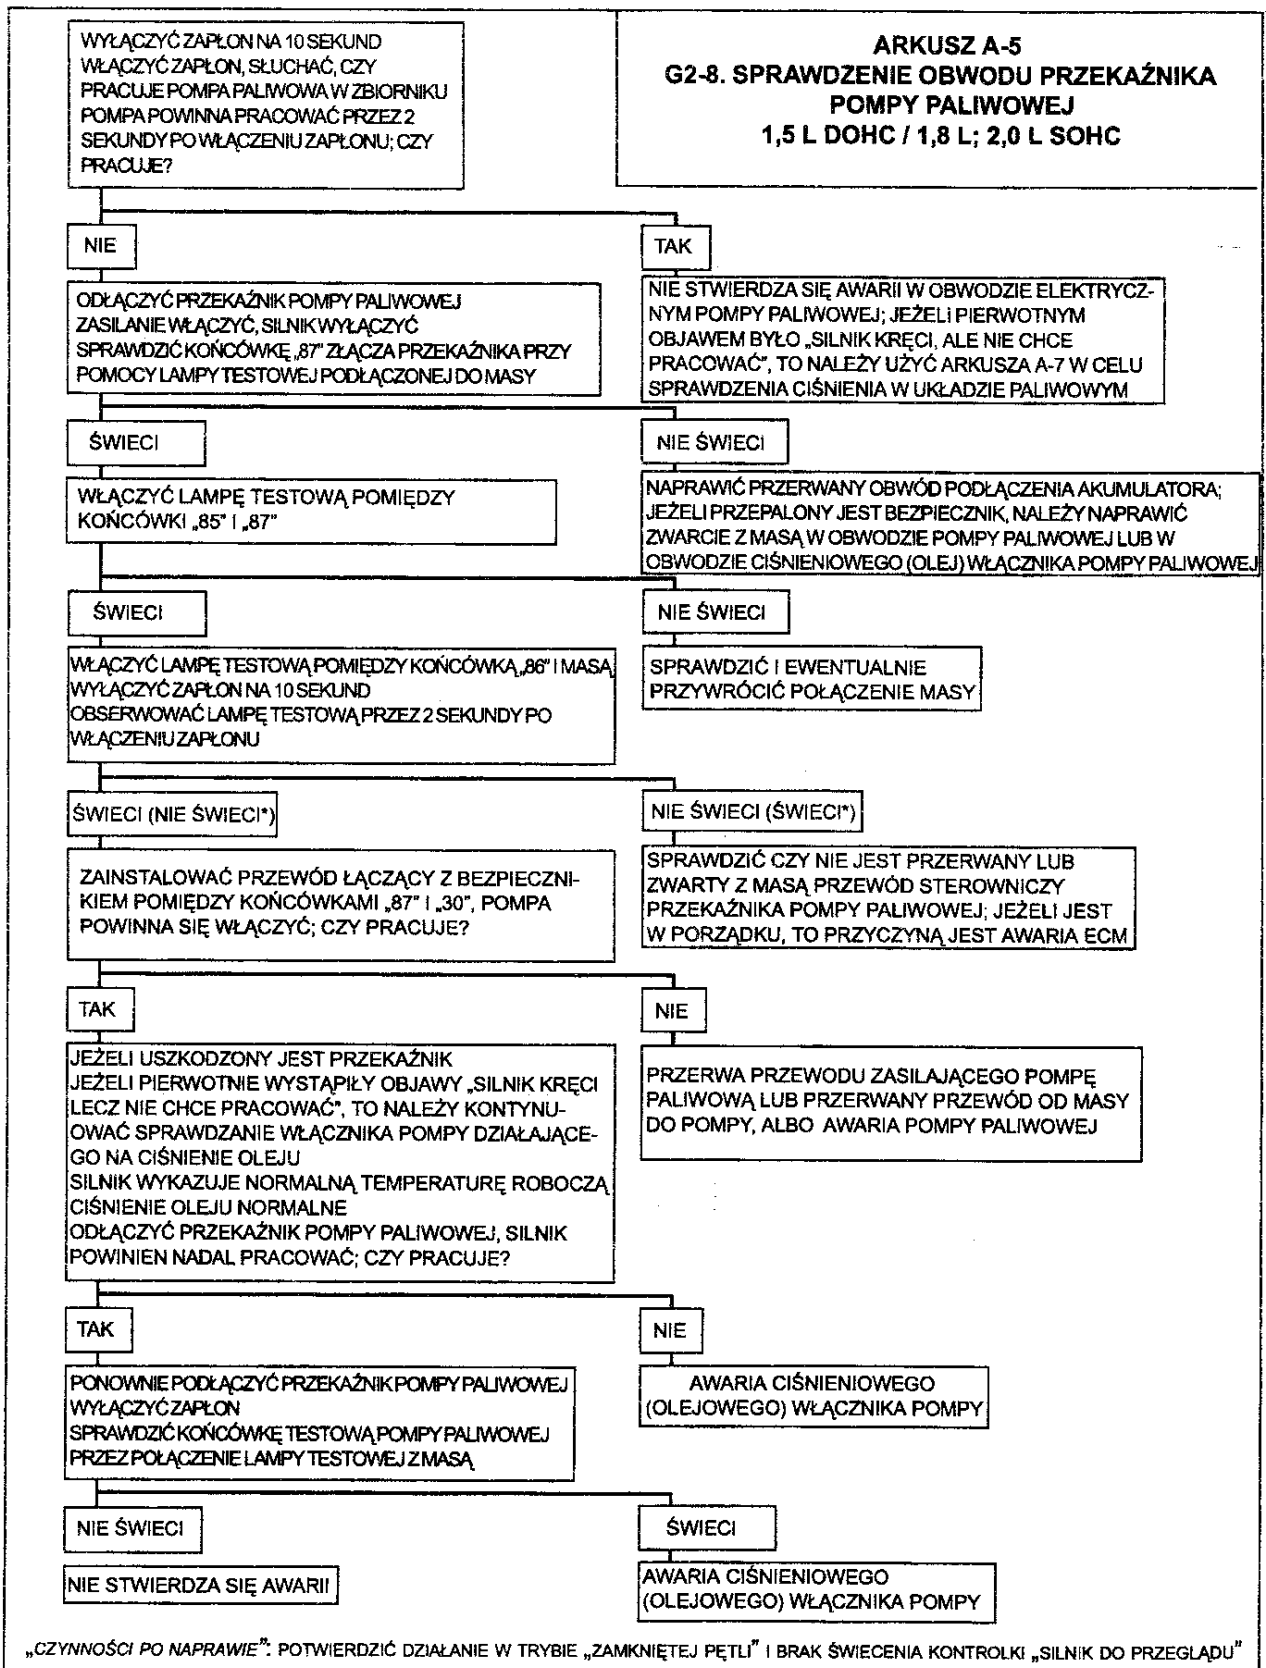 WYŁĄCZYĆ ZAPŁON NA 10 SEKUND
WŁĄCZYĆ ZAPŁON, SŁUCHAĆ, CZY
PRACUJE POMPA PALIWOWA W ZBIORNIKU
POMPA POWINNA PRACOWAĆ PRZEZ 2
SEKUNDY PO WŁĄCZENIU ZAPŁONU; CZY
PRACUJE?
ARKUSZ A-5
G2-8. SPRAWDZENIE OBWODU PRZEKAŹNIKA
POMPY PALIWOWEJ
1,5 L DOHC / 1,8 L; 2,0 L SOHC
NIE
TAK
ODŁĄCZYĆ PRZEKAŹNIK POMPY PALIWOWEJ
ZASILANIE WŁĄCZYĆ, SILNIK WYŁĄCZYĆ
SPRAWDZIĆ KOŃCÓWKĘ „87” ZŁĄCZA PRZEKAŹNIKA PRZY
POMOCY LAMPY TESTOWEJ PODŁĄCZONEJ DO MASY
NIE STWIERDZA SIĘ AWARII W OBWODZIE ELEKTRYCZ-
NYM POMPY PALIWOWEJ; JEŻELI PIERWOTNYM
OBJAWEM BYŁO „SILNIK KRĘCI, ALE NIE CHCE
PRACOWAĆ”, TO NALEŻY UŻYĆ ARKUSZA A-7 W CELU
SPRAWDZENIA CIŚNIENIA W UKŁADZIE PALIWOWYM
ŚWIECI
NIE ŚWIECI
WŁĄCZYĆ LAMPĘ TESTOWĄ POMIĘDZY
KOŃCÓWKI „85” I „87”
NAPRAWIĆ PRZERWANY OBWÓD PODŁĄCZENIA AKUMULATORA;
JEŻELI PRZEPALONY JEST BEZPIECZNIK, NALEŻY NAPRAWIĆ
ZWARCIE Z MASĄ W OBWODZIE POMPY PALIWOWEJ LUB W
OBWODZIE CIŚNIENIOWEGO (OLEJ) WŁĄCZNIKA POMPY PALIWOWEJ
ŚWIECI
NIE ŚWIECI
WŁĄCZYĆ LAMPĘ TESTOWĄ POMIĘDZY KOŃCÓWKĄ „86” I MASĄ
WYŁĄCZYĆ ZAPŁON NA 10 SEKUND
OBSERWOWAĆ LAMPĘ TESTOWĄ PRZEZ 2 SEKUNDY PO
WŁĄCZENIU ZAPŁONU
SPRAWDZIĆ I EWENTUALNIE
PRZYWRÓCIĆ POŁĄCZENIE MASY
ŚWIECI (NIE ŚWIECI*)
NIE ŚWIECI (ŚWIECI*)
ZAINSTALOWAĆ PRZEWÓD ŁĄCZĄCY Z BEZPIECZNI-
KIEM POMIĘDZY KOŃCÓWKAMI „87” I „30”, POMPA
POWINNA SIĘ WŁĄCZYĆ; CZY PRACUJE?
SPRAWDZIĆ CZY NIE JEST PRZERWANY LUB
ZWARTY Z MASĄ PRZEWÓD STEROWNICZY
PRZEKAŹNIKA POMPY PALIWOWEJ; JEŻELI JEST
W PORZĄDKU, TO PRZYCZYNĄ JEST AWARIA ECM
TAK
NIE
JEŻELI USZKODZONY JEST PRZEKAŹNIK
JEŻELI PIERWOTNIE WYSTĄPIŁY OBJAWY „SILNIK KRĘCI
LECZ NIE CHCE PRACOWAĆ”, TO NALEŻY KONTYNU-
OWAĆ SPRAWDZANIE WŁĄCZNIKA POMPY DZIAŁAJĄCE-
GO NA CIŚNIENIE OLEJU
SILNIK WYKAZUJE NORMALNĄ TEMPERATURĘ ROBOCZĄ
CIŚNIENIE OLEJU NORMALNE
ODŁĄCZYĆ PRZEKAŹNIK POMPY PALIWOWEJ, SILNIK
POWINIEN NADAL PRACOWAĆ; CZY PRACUJE?
PRZERWA PRZEWODU ZASILAJĄCEGO POMPĘ
PALIWOWĄ LUB PRZERWANY PRZEWÓD OD MASY
DO POMPY, ALBO AWARIA POMPY PALIWOWEJ
TAK
NIE
PONOWNIE PODŁĄCZYĆ PRZEKAŹNIK POMPY PALIWOWEJ
WYŁĄCZYĆ ZAPŁON
SPRAWDZIĆ KOŃCÓWKĘ TESTOWĄ POMPY PALIWOWEJ
PRZEZ POŁĄCZENIE LAMPY TESTOWEJ Z MASĄ
AWARIA CIŚNIENIOWEGO
(OLEJOWEGO) WŁĄCZNIKA POMPY
NIE ŚWIECI
ŚWIECI
NIE STWIERDZA SIĘ AWARII
AWARIA CIŚNIENIOWEGO
(OLEJOWEGO) WŁĄCZNIKA POMPY
„CZYNNOŚCI PO NAPRAWIE”: POTWIERDZIĆ DZIAŁANIE W TRYBIE „ZAMKNIĘTEJ PĘTLI” I BRAK ŚWIECENIA KONTROLKI „SILNIK DO PRZEGLĄDU”